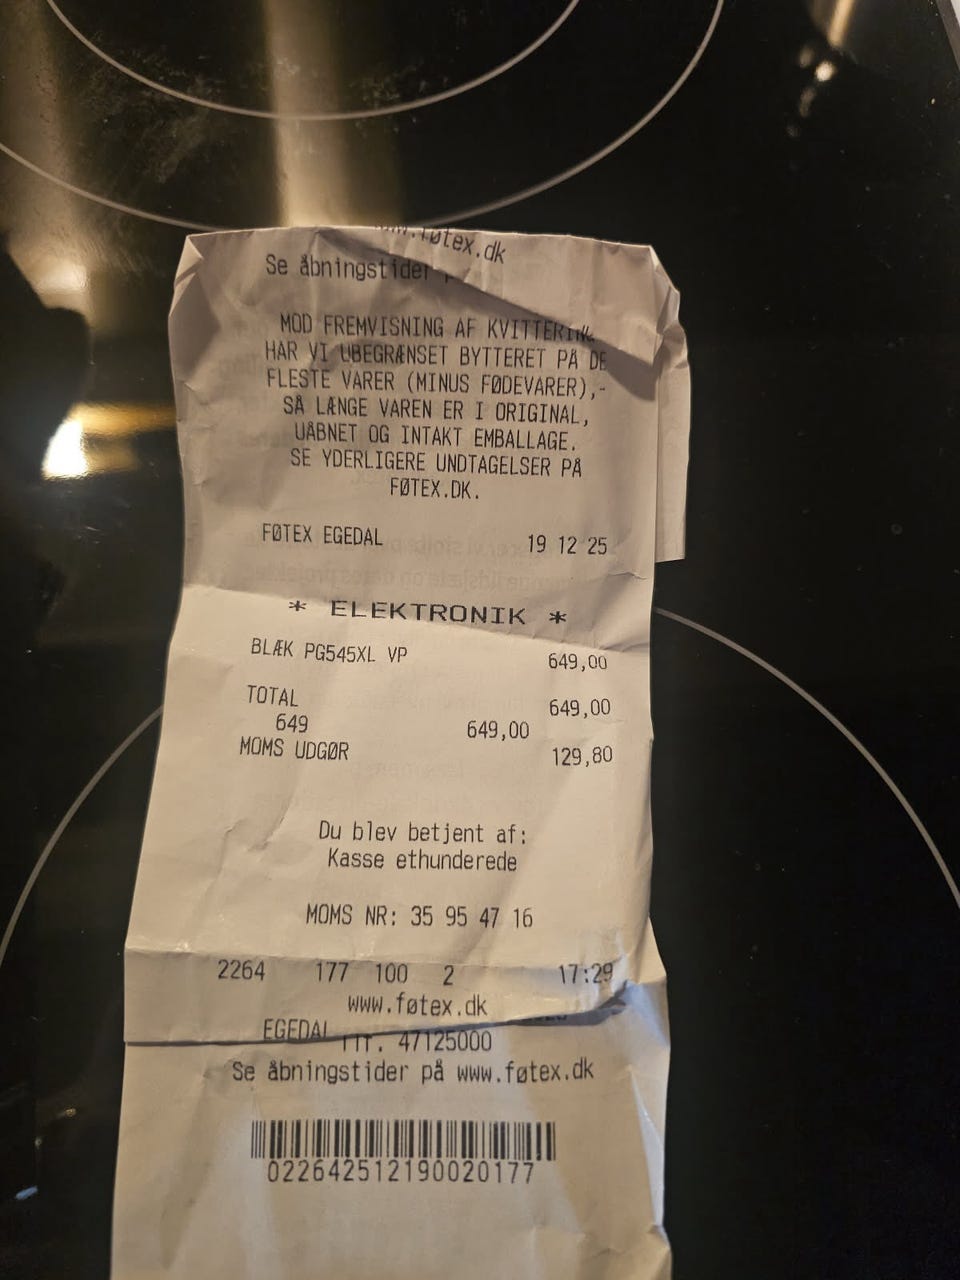 føtex.dk
Se åbningstider
MOD FREMVISNING AF KVITTERING
HAR VI UBEGRÆNSET BYTTERET PÅ DE
FLESTE VARER (MINUS FØDEVARER),-
SÅ LÆNGE VAREN ER I ORIGINAL,
UÅBNET OG INTAKT EMBALLAGE.
SE YDERLIGERE UNDTAGELSER PÅ
FØTEX.DK.
FØTEX EGEDAL 19 12 25
* ELEKTRONIK *
BLÆK PG545XL VP 649,00
TOTAL 649,00
649 649,00
MOMS UDGØR 129,80
Du blev betjent af:
Kasse ethunderede
MOMS NR: 35 95 47 16
2264 177 100 2 17:29
www.føtex.dk
EGEDAL 47125000
Se åbningstider på www.føtex.dk
022642512190020177